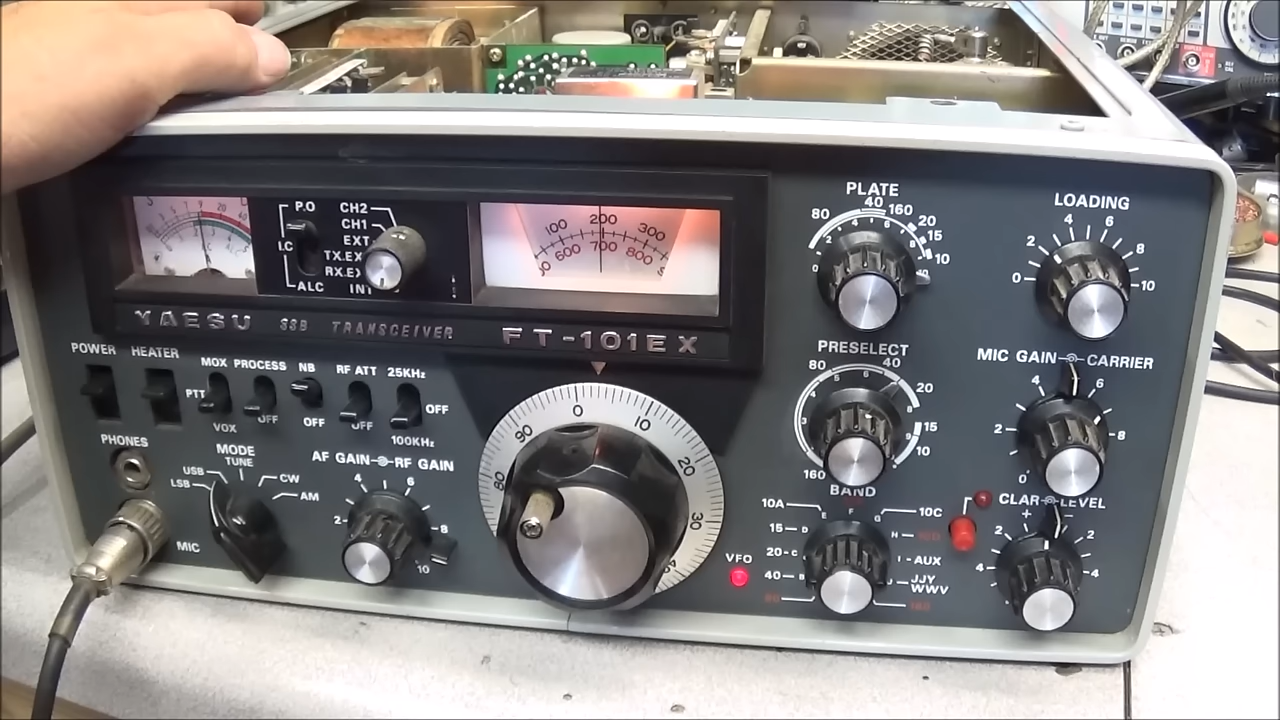 P.O
CH2
CH1
EXT
IC
TX.EX
RX.EX
ALC
INT
100 200 300
600 700 800
YAESU SSB TRANSCEIVER FT-101EX
PLATE
80 40 160 20 15 10
LOADING
0 2 4 6 8 10
POWER
HEATER
MOX
PROCESS
NB
RF ATT
25KHz
PTT
OFF
OFF
OFF
OFF
VOX
100KHz
PRESELECT
80 40 20 15 10 160
MIC GAIN CARRIER
0 2 4 6 8
PHONES
MODE
TUNE
USB
LSB
CW
AM
AF GAIN RF GAIN
2 4 6 8 10
MIC
80 90 0 10 20 30 40
VFO
BAND
10A
15 D
20 C
40 B
80
E F G
10C
H
I AUX
JJY
WWV
160
CLAR LEVEL
4 2 + 2 4